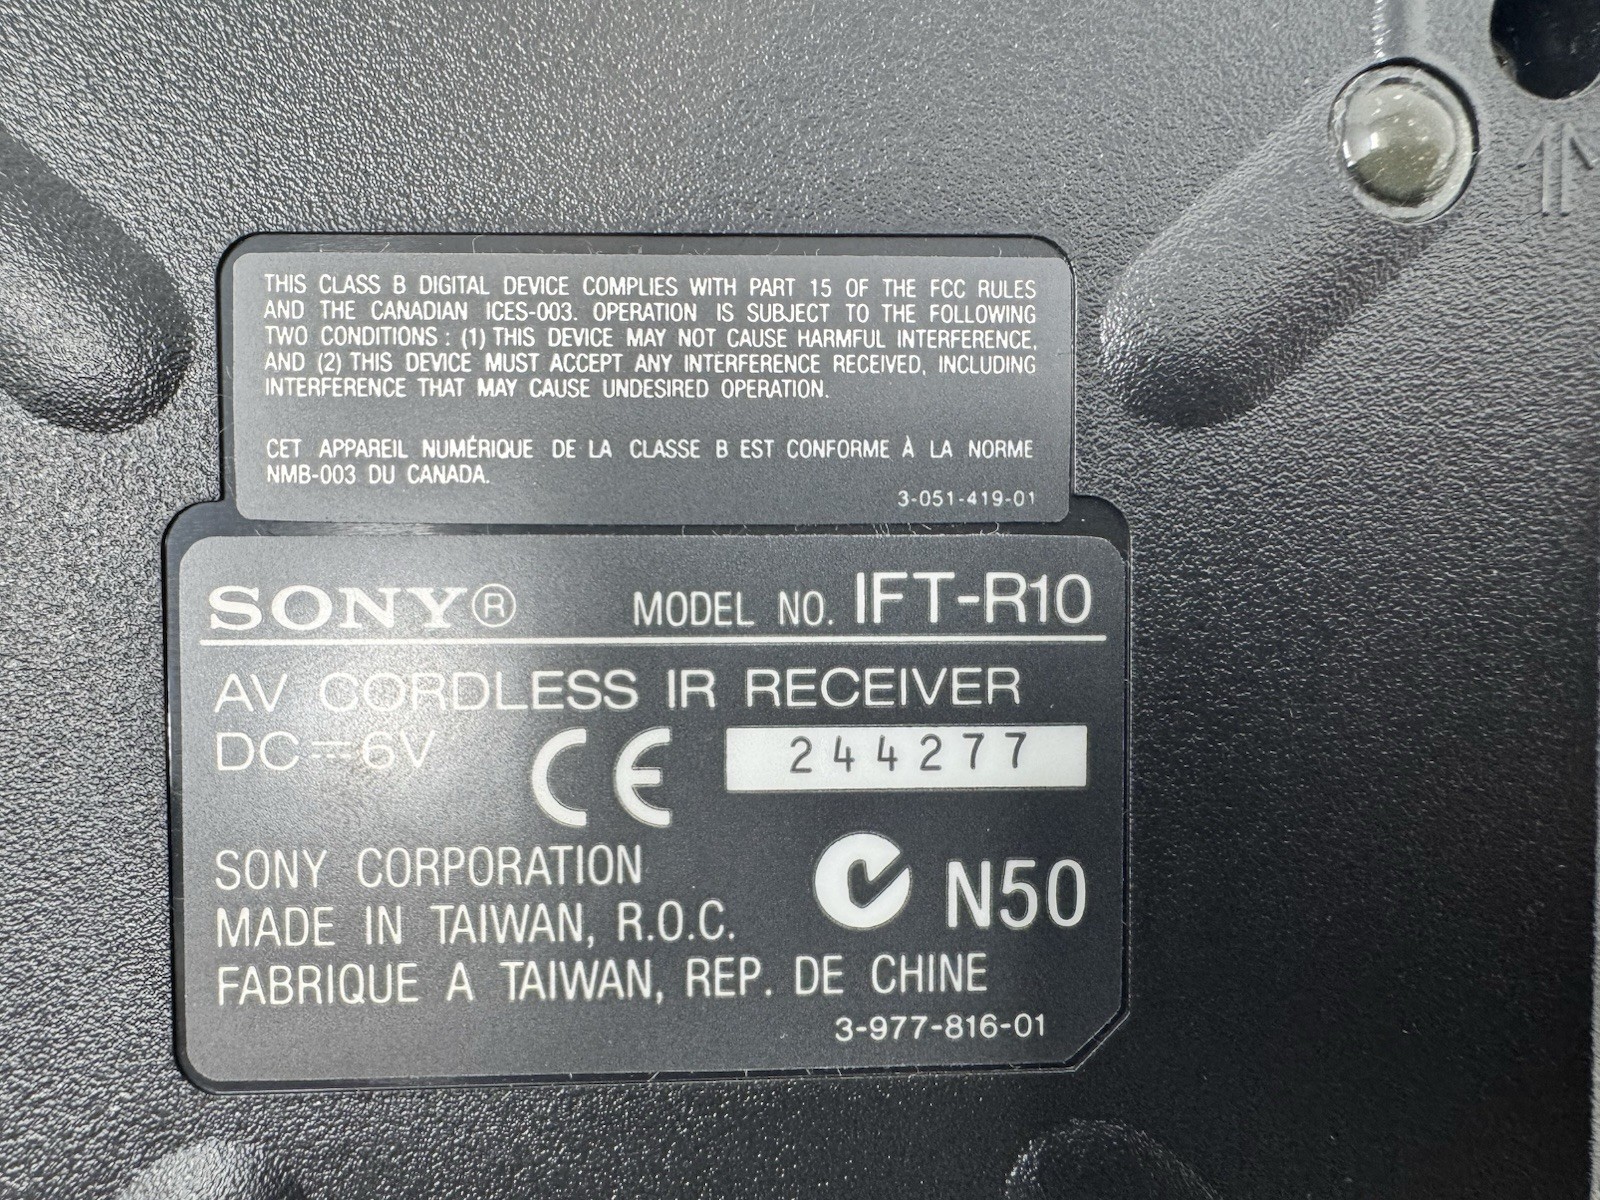 THIS CLASS B DIGITAL DEVICE COMPLIES WITH PART 15 OF THE FCC RULES
AND THE CANADIAN ICES-003. OPERATION IS SUBJECT TO THE FOLLOWING
TWO CONDITIONS : (1) THIS DEVICE MAY NOT CAUSE HARMFUL INTERFERENCE,
AND (2) THIS DEVICE MUST ACCEPT ANY INTERFERENCE RECEIVED, INCLUDING
INTERFERENCE THAT MAY CAUSE UNDESIRED OPERATION.
CET APPAREIL NUMÉRIQUE DE LA CLASSE B EST CONFORME À LA NORME
NMB-003 DU CANADA.
3-051-419-01
SONY® MODEL NO. IFT-R10
AV CORDLESS IR RECEIVER
DC⎓6V CE 244277
SONY CORPORATION
N50
MADE IN TAIWAN, R.O.C.
FABRIQUE A TAIWAN, REP. DE CHINE
3-977-816-01